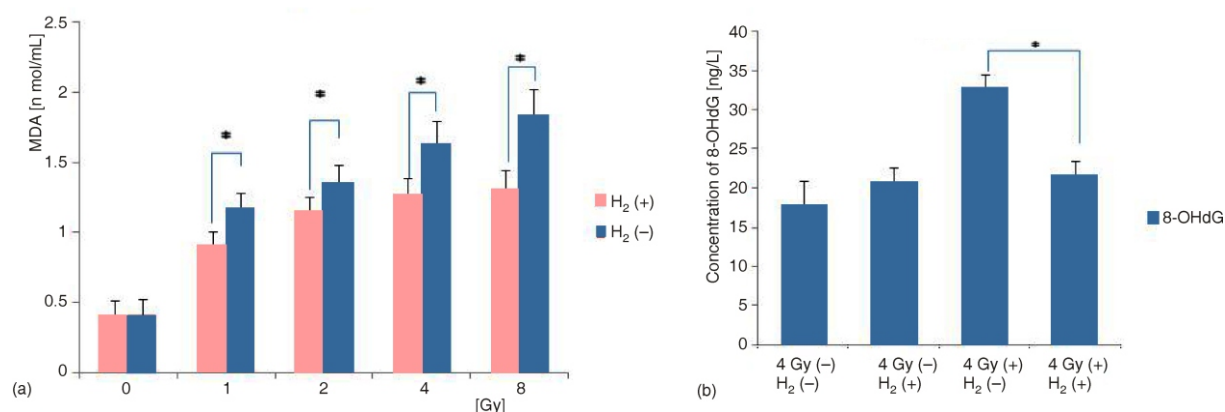 2.5
2
1.5
1
0.5
0
MDA [n mol/mL]
*
*
*
*
H₂ (+)
H₂ (–)
0 1 2 4 8
[Gy]
(a)
40
35
30
25
20
15
10
5
0
Concentration of 8-OHdG [ng/L]
*
8-OHdG
4 Gy (–) 4 Gy (–) 4 Gy (+) 4 Gy (+)
H₂ (–) H₂ (+) H₂ (–) H₂ (+)
(b)